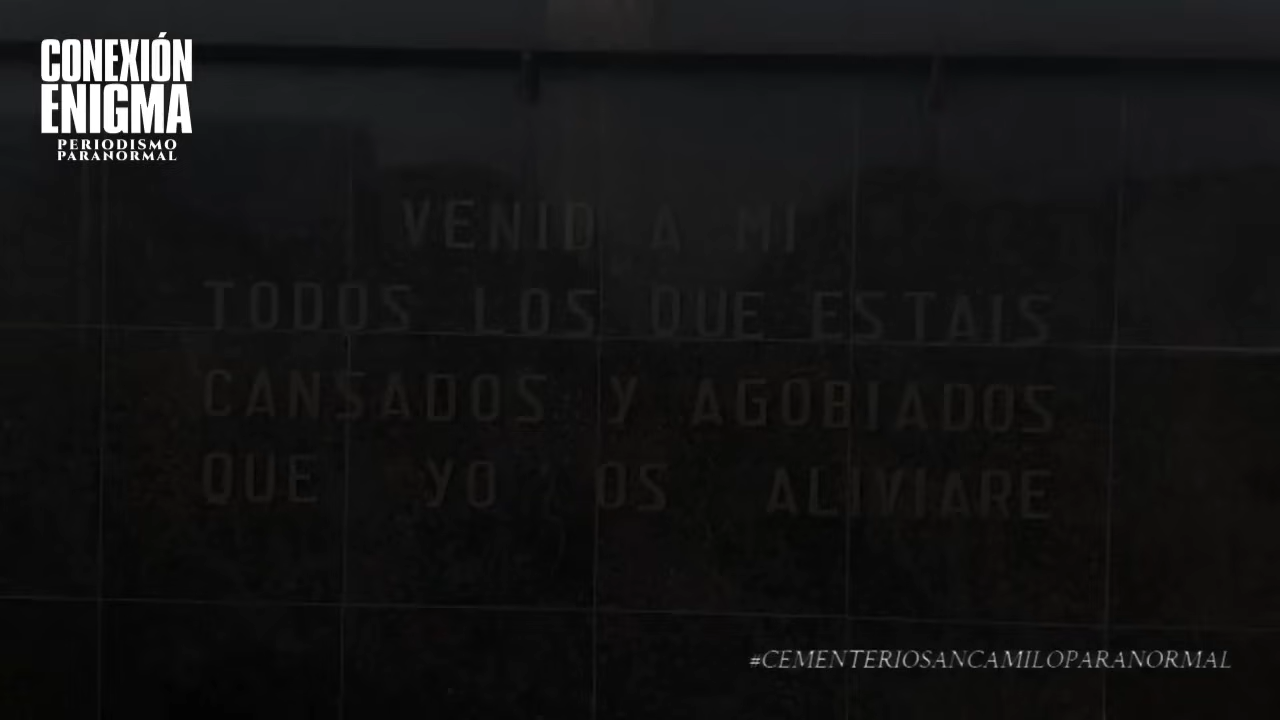 CONEXIÓN
ENIGMA
PERIODISMO
PARANORMAL
VENID A MI
TODOS LOS QUE ESTAIS
CANSADOS Y AGOBIADOS
QUE YO OS ALIVIARE
#CEMENTERIOSANCAMILOPARANORMAL